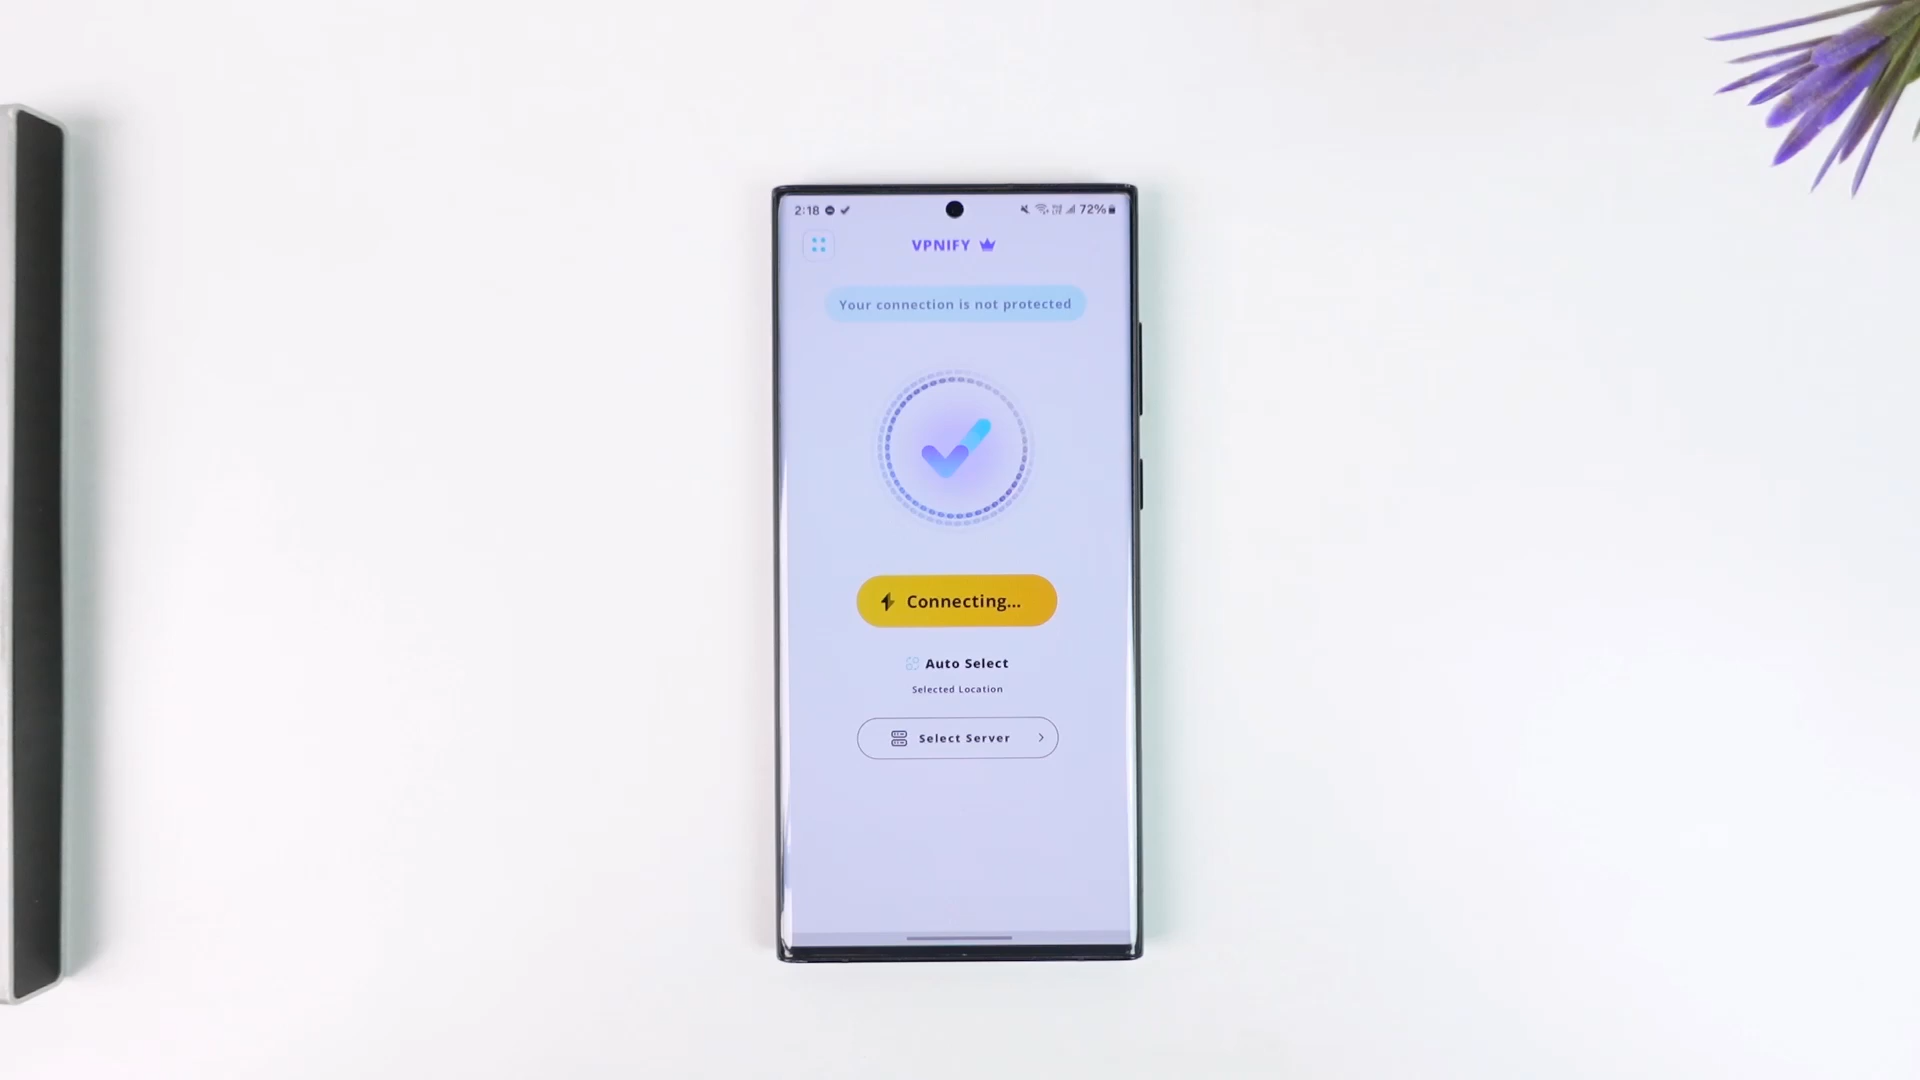 2:18 72%
VPNIFY
Your connection is not protected
Connecting...
Auto Select
Selected Location
Select Server